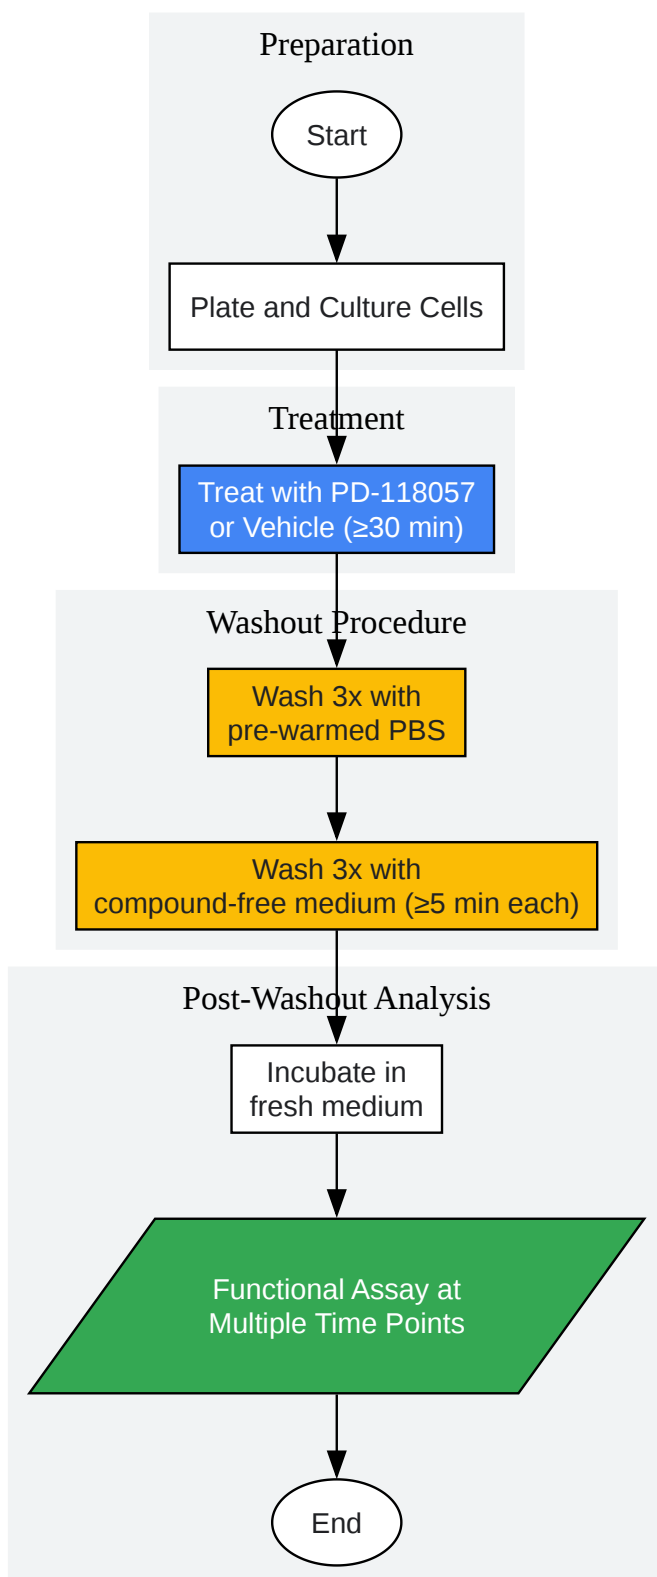 Preparation
Start
Plate and Culture Cells
Treatment
Treat with PD-118057
or Vehicle (≥30 min)
Washout Procedure
Wash 3x with
pre-warmed PBS
Wash 3x with
compound-free medium (≥5 min each)
Post-Washout Analysis
Incubate in
fresh medium
Functional Assay at
Multiple Time Points
End